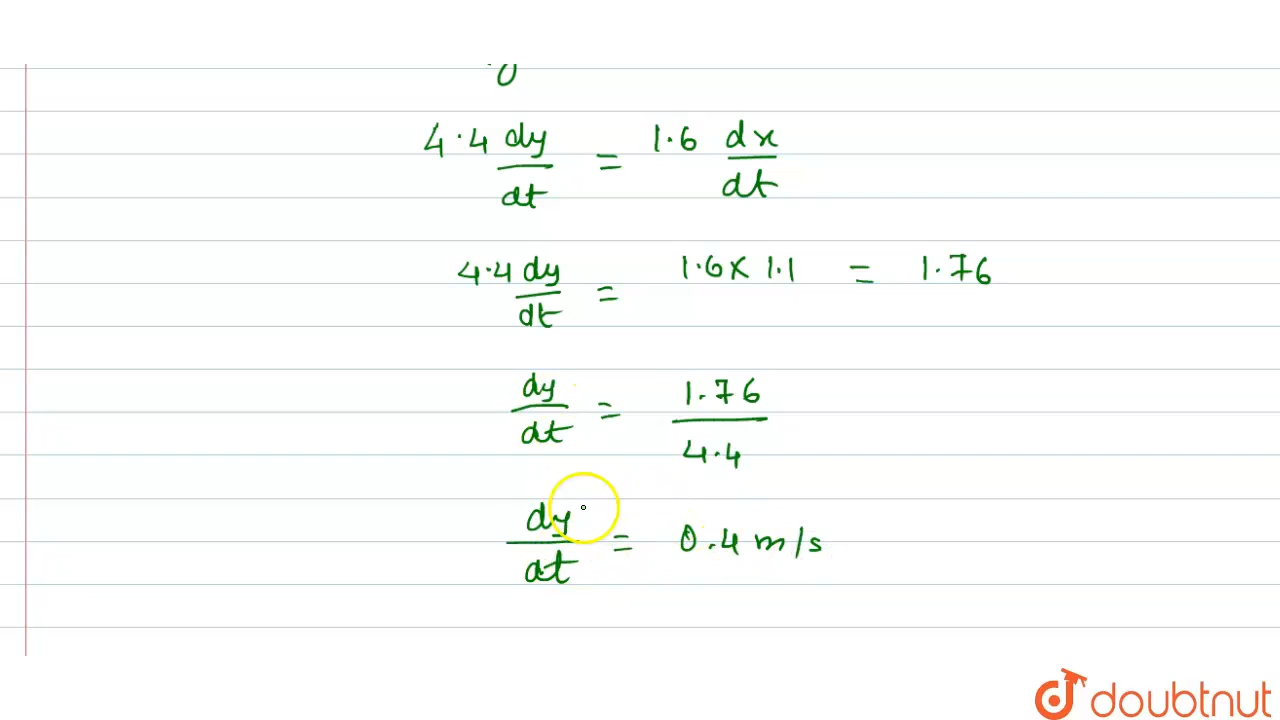 4.4 dy/dt = 1.6 dx/dt
4.4 dy/dt = 1.6 × 1.1 = 1.76
dy/dt = 1.76/4.4
dy/dt = 0.4 m/s
doubtnut